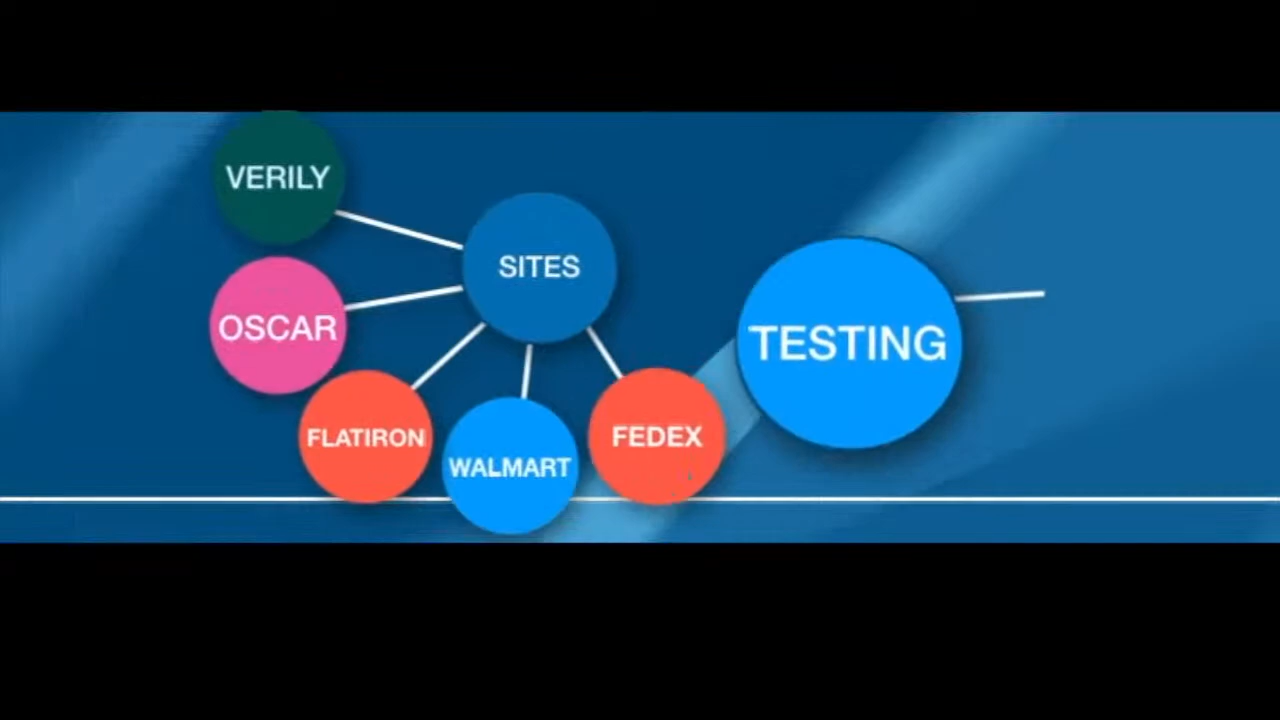 VERILY
SITES
OSCAR
TESTING
FLATIRON
WALMART
FEDEX